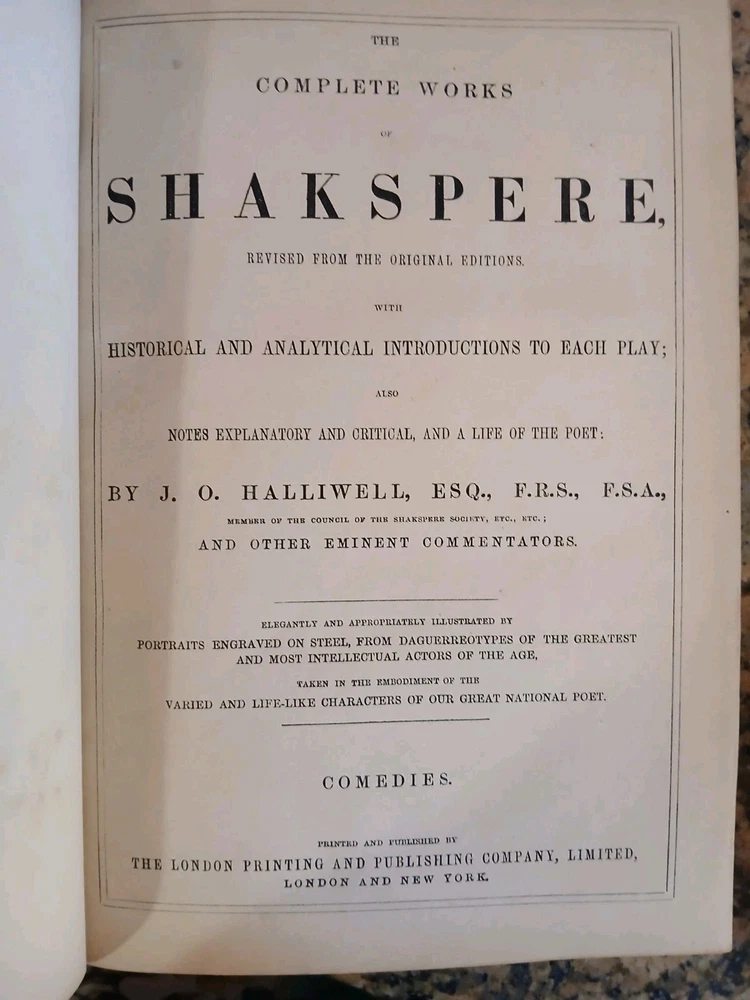 THE
COMPLETE WORKS
OF
SHAKSPERE,
REVISED FROM THE ORIGINAL EDITIONS.
WITH
HISTORICAL AND ANALYTICAL INTRODUCTIONS TO EACH PLAY;
ALSO
NOTES EXPLANATORY AND CRITICAL, AND A LIFE OF THE POET:
BY J. O. HALLIWELL, ESQ., F.R.S., F.S.A.,
MEMBER OF THE COUNCIL OF THE SHAKSPERE SOCIETY, ETC., ETC.;
AND OTHER EMINENT COMMENTATORS.
ELEGANTLY AND APPROPRIATELY ILLUSTRATED BY
PORTRAITS ENGRAVED ON STEEL, FROM DAGUERREOTYPES OF THE GREATEST
AND MOST INTELLECTUAL ACTORS OF THE AGE,
TAKEN IN THE EMBODIMENT OF THE
VARIED AND LIFE-LIKE CHARACTERS OF OUR GREAT NATIONAL POET.
COMEDIES.
PRINTED AND PUBLISHED BY
THE LONDON PRINTING AND PUBLISHING COMPANY, LIMITED,
LONDON AND NEW YORK.